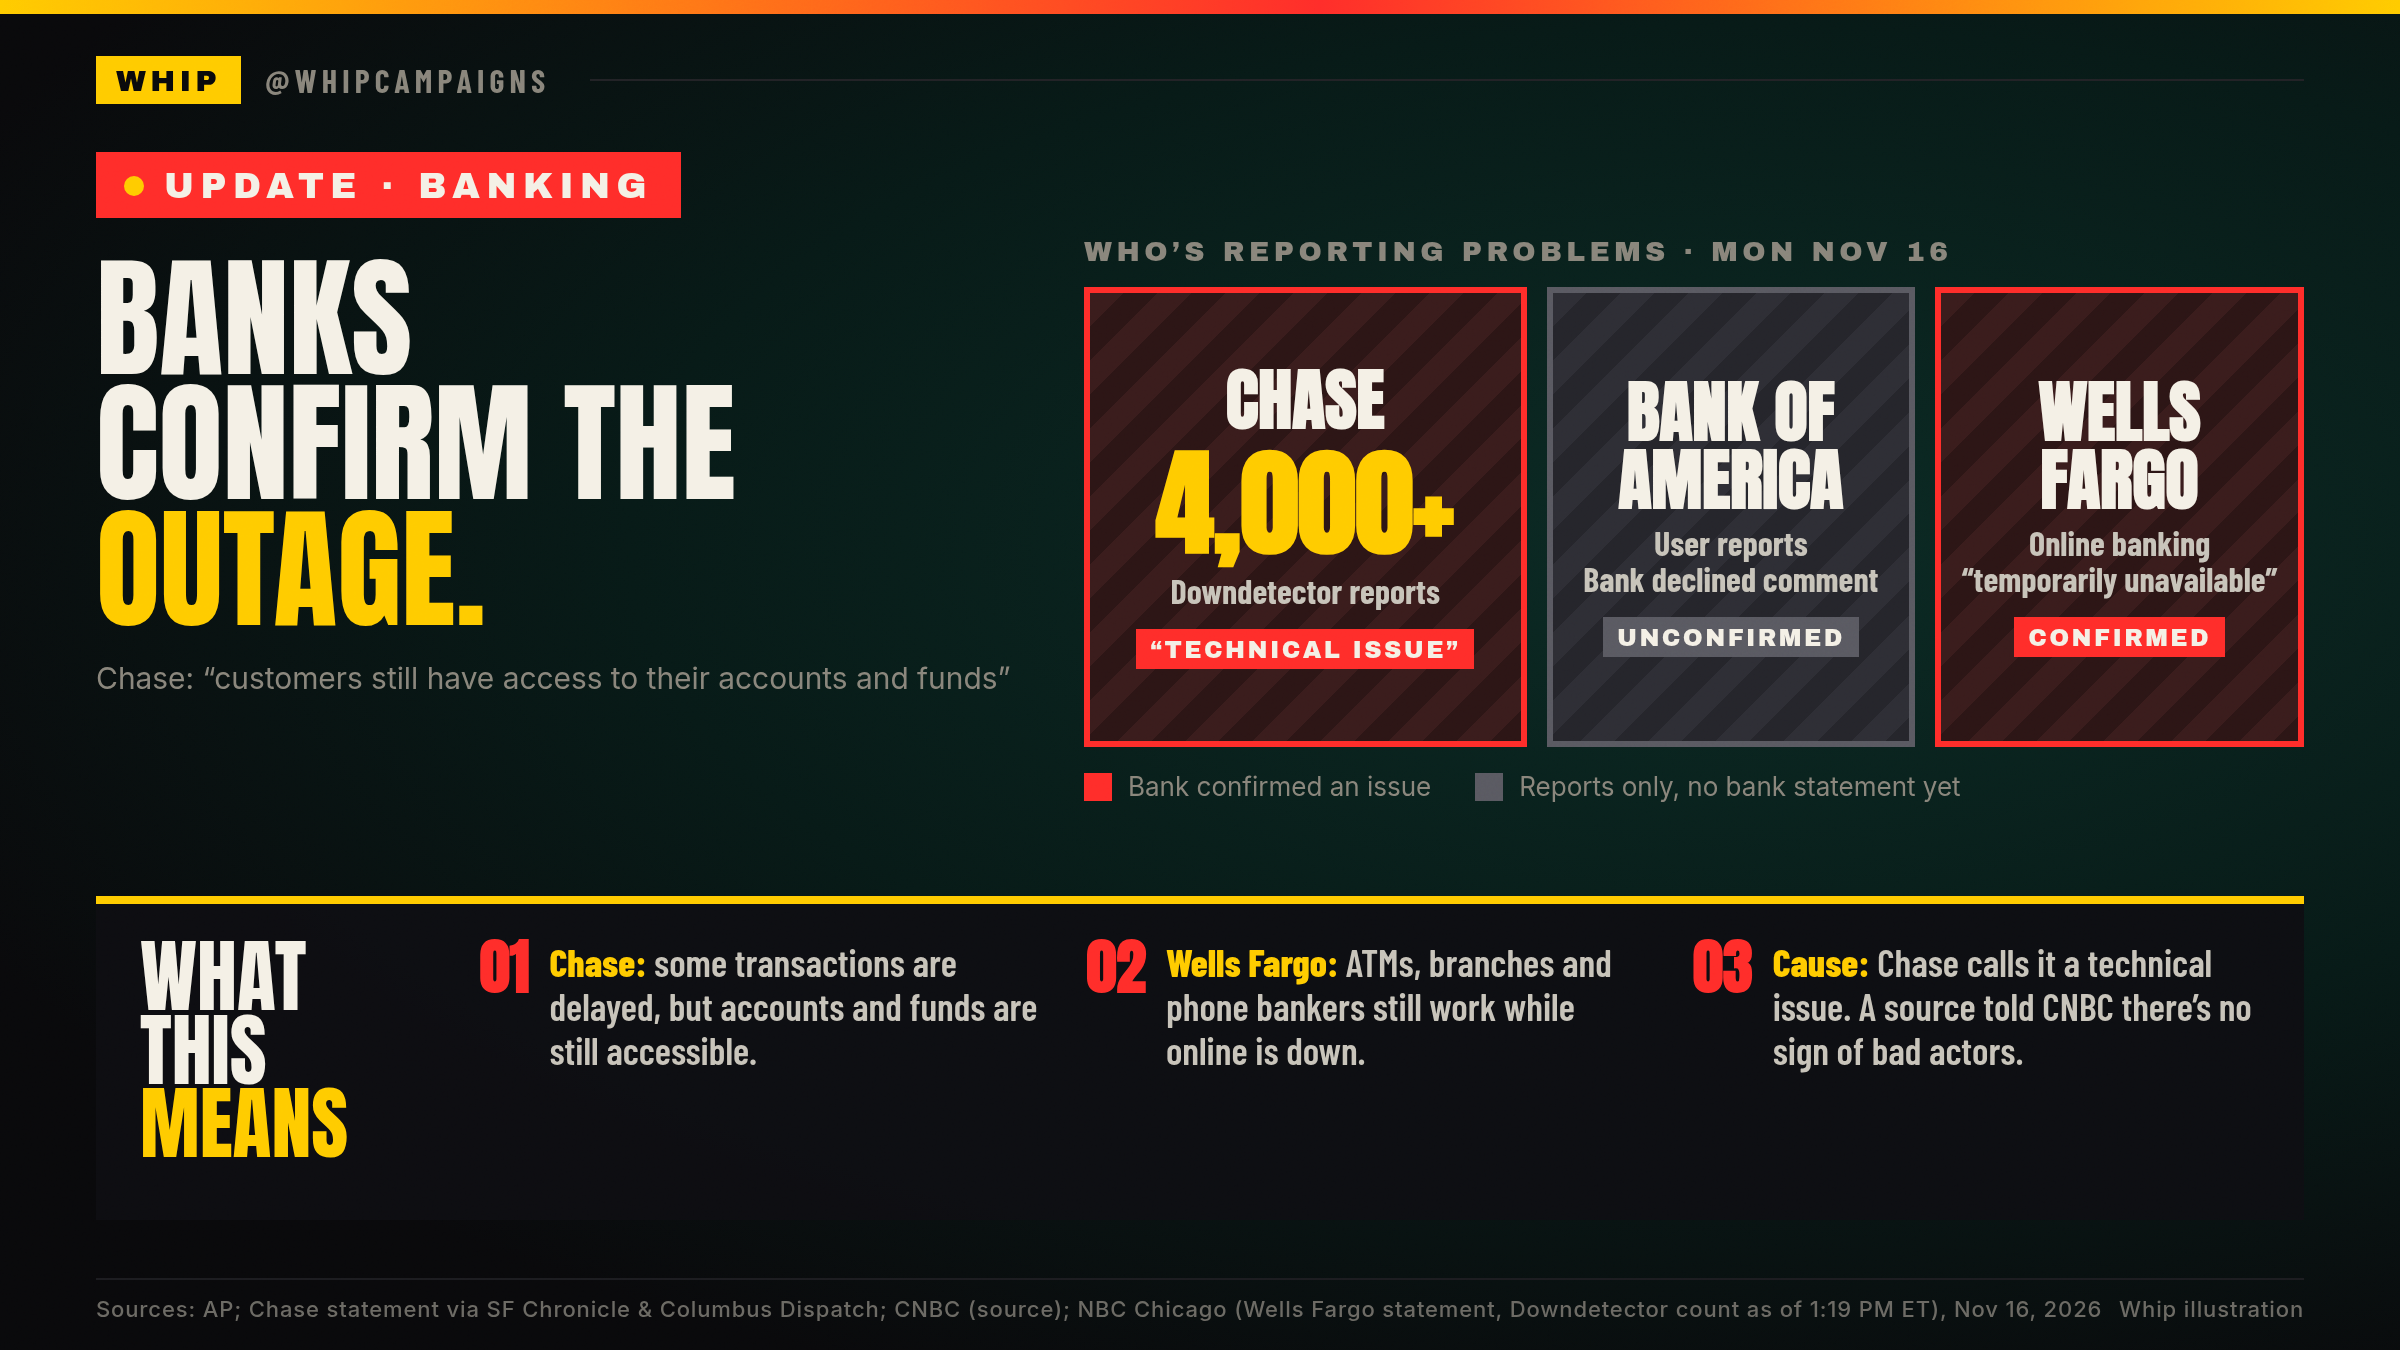 WHIP @WHIPCAMPAIGNS
UPDATE · BANKING
BANKS
CONFIRM THE
OUTAGE.
Chase: “customers still have access to their accounts and funds”
WHO’S REPORTING PROBLEMS · MON NOV 16
CHASE
4,000+
Downdetector reports
“TECHNICAL ISSUE”
BANK OF
AMERICA
User reports
Bank declined comment
UNCONFIRMED
WELLS
FARGO
Online banking
“temporarily unavailable”
CONFIRMED
Bank confirmed an issue
Reports only, no bank statement yet
WHAT
THIS
MEANS
01
Chase: some transactions are
delayed, but accounts and funds are
still accessible.
02
Wells Fargo: ATMs, branches and
phone bankers still work while
online is down.
03
Cause: Chase calls it a technical
issue. A source told CNBC there’s no
sign of bad actors.
Sources: AP; Chase statement via SF Chronicle & Columbus Dispatch; CNBC (source); NBC Chicago (Wells Fargo statement, Downdetector count as of 1:19 PM ET), Nov 16, 2026
Whip illustration